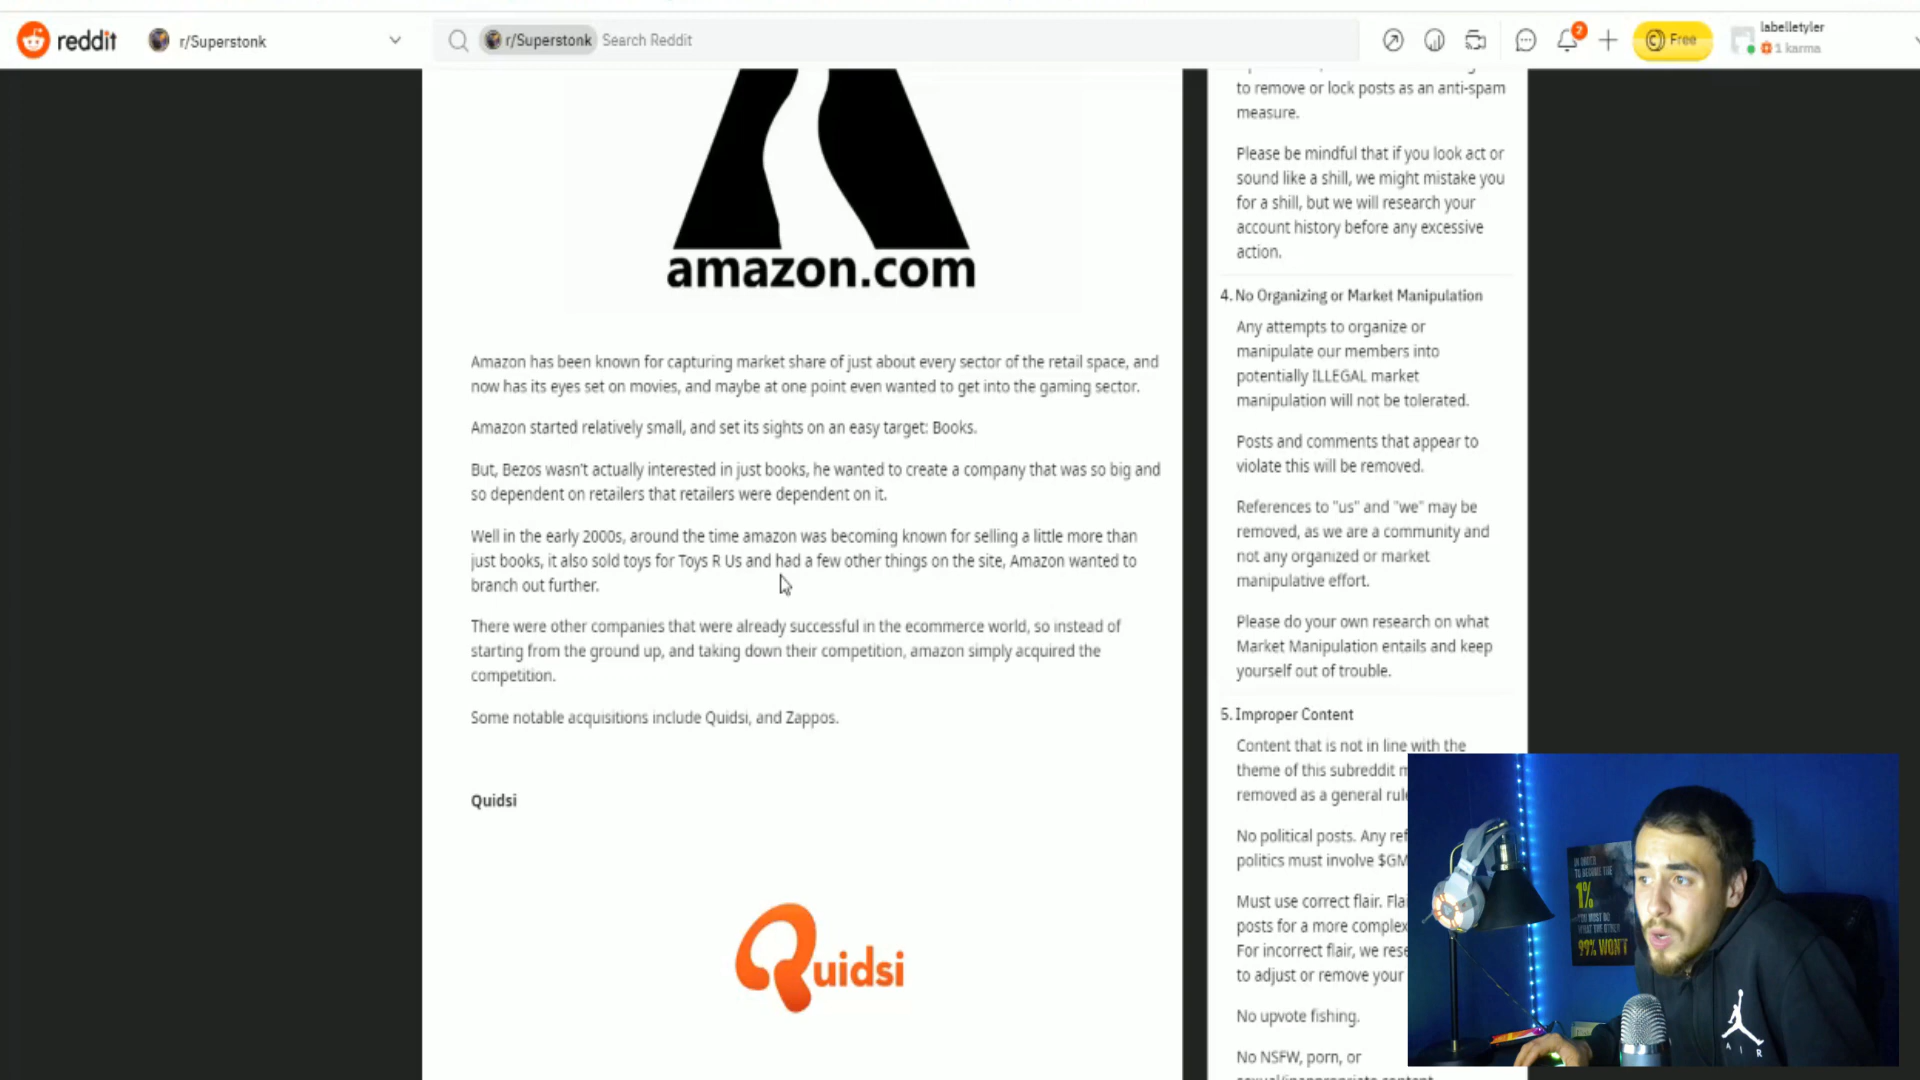 reddit
r/Superstonk
r/Superstonk Search Reddit
2
Free
labelletyler
1 karma
amazon.com
Amazon has been known for capturing market share of just about every sector of the retail space, and
now has its eyes set on movies, and maybe at one point even wanted to get into the gaming sector.
Amazon started relatively small, and set its sights on an easy target: Books.
But, Bezos wasn't actually interested in just books, he wanted to create a company that was so big and
so dependent on retailers that retailers were dependent on it.
Well in the early 2000s, around the time amazon was becoming known for selling a little more than
just books, it also sold toys for Toys R Us and had a few other things on the site, Amazon wanted to
branch out further.
There were other companies that were already successful in the ecommerce world, so instead of
starting from the ground up, and taking down their competition, amazon simply acquired the
competition.
Some notable acquisitions include Quidsi, and Zappos.
Quidsi
Quidsi
to remove or lock posts as an anti-spam
measure.
Please be mindful that if you look act or
sound like a shill, we might mistake you
for a shill, but we will research your
account history before any excessive
action.
4. No Organizing or Market Manipulation
Any attempts to organize or
manipulate our members into
potentially ILLEGAL market
manipulation will not be tolerated.
Posts and comments that appear to
violate this will be removed.
References to "us" and "we" may be
removed, as we are a community and
not any organized or market
manipulative effort.
Please do your own research on what
Market Manipulation entails and keep
yourself out of trouble.
5. Improper Content
Content that is not in line with the
theme of this subreddit
removed as a general rul
No political posts. Any ref
politics must involve $GM
Must use correct flair. Fla
posts for a more complex
For incorrect flair, we res
to adjust or remove your
No upvote fishing.
No NSFW, porn, or
IN ORDER
TO BECOME THE
1%
YOU MUST DO
WHAT THE OTHER
99% WON'T
AIR